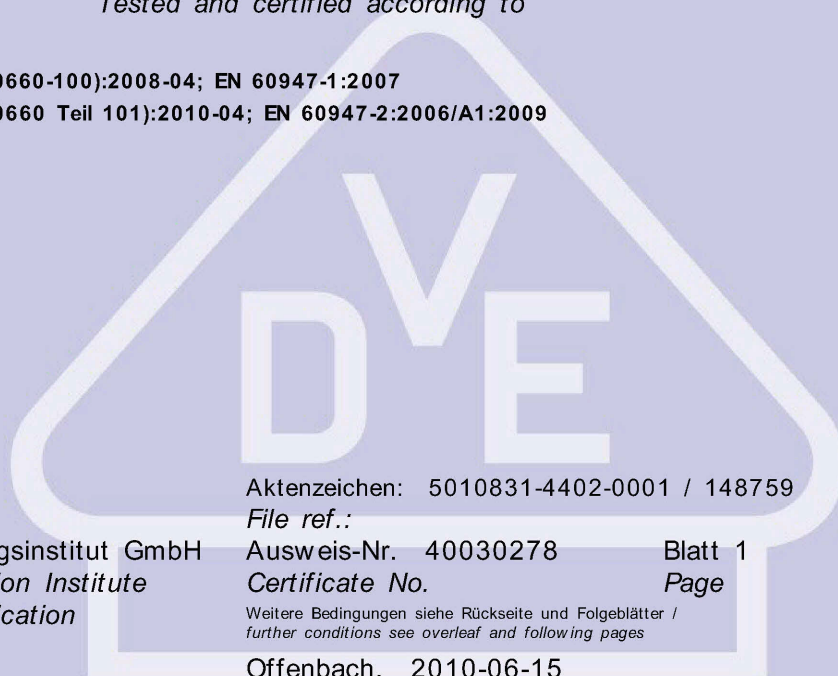 Tested and certified according to
0660-100):2008-04; EN 60947-1:2007
0660 Teil 101):2010-04; EN 60947-2:2006/A1:2009
VDE
Aktenzeichen: 5010831-4402-0001 / 148759
File ref.:
gsinstitut GmbH Ausweis-Nr. 40030278 Blatt 1
ion Institute Certificate No. Page
ication
Weitere Bedingungen siehe Rückseite und Folgeblätter /
further conditions see overleaf and following pages
Offenbach, 2010-06-15